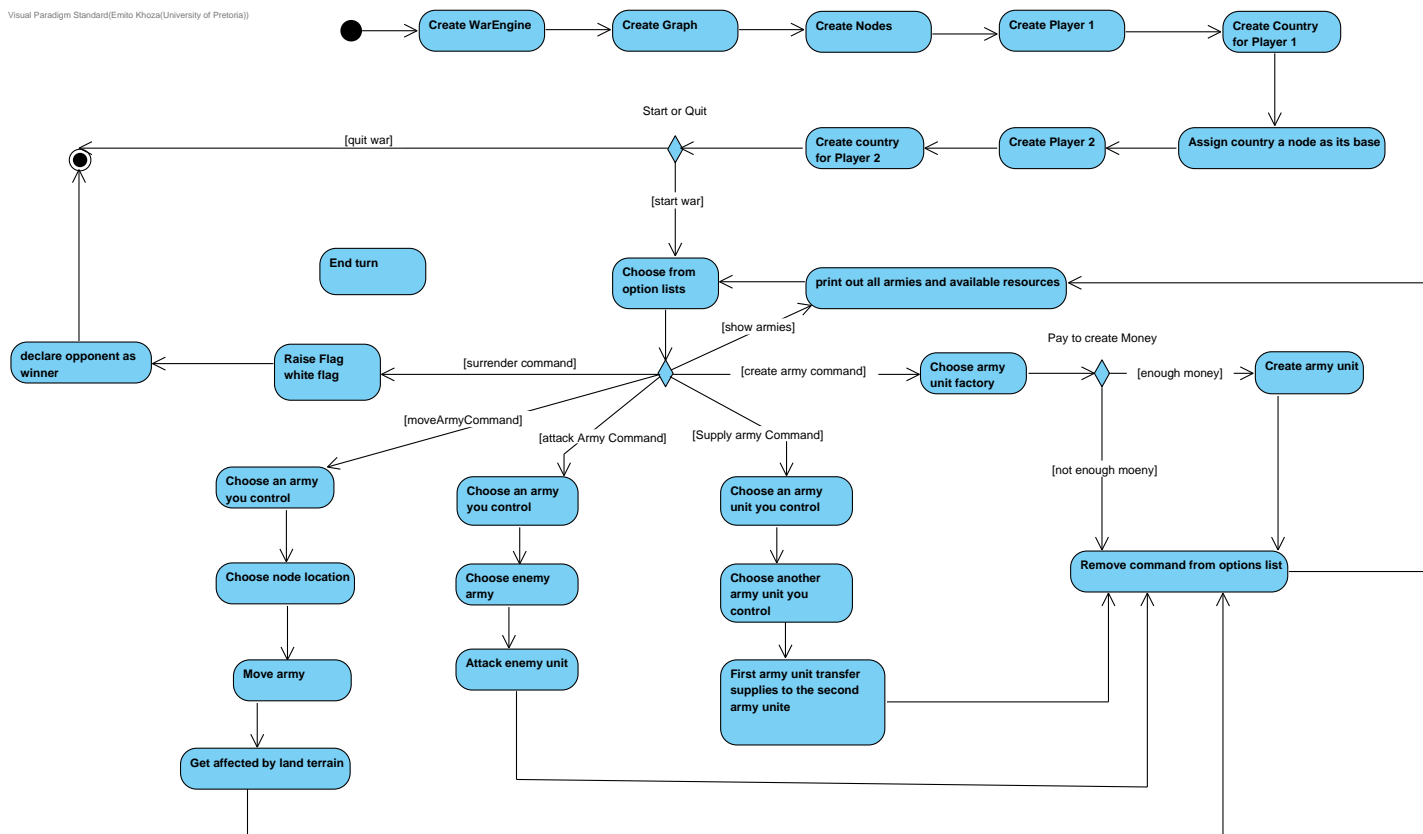 Visual Paradigm Standard(Emito Khoza(University of Pretoria))
Create WarEngine
Create Graph
Create Nodes
Create Player 1
Create Country
for Player 1
Start or Quit
[quit war]
Create country
for Player 2
Create Player 2
Assign country a node as its base
[start war]
End turn
Choose from
option lists
print out all armies and available resources
[show armies]
Pay to create Money
declare opponent as
winner
Raise Flag
white flag
[surrender command]
[create army command]
Choose army
unit factory
[enough money]
Create army unit
[moveArmyCommand]
[attack Army Command]
[Supply army Command]
[not enough moeny]
Choose an army
you control
Choose an army
you control
Choose an army
unit you control
Choose node location
Choose enemy
army
Choose another
army unit you
control
Remove command from options list
Move army
Attack enemy unit
First army unit transfer
supplies to the second
army unite
Get affected by land terrain